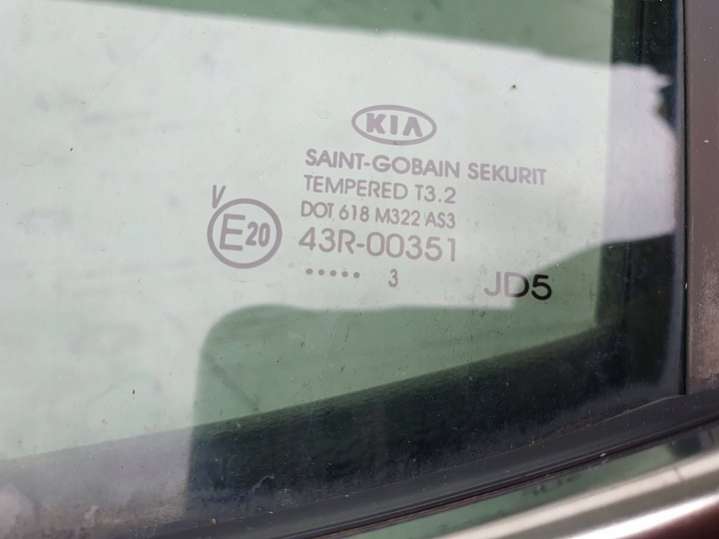 KIA
SAINT-GOBAIN SEKURIT
TEMPERED T3.2
DOT 618 M322 AS3
V
E20
43R-00351
••••• 3
JD5